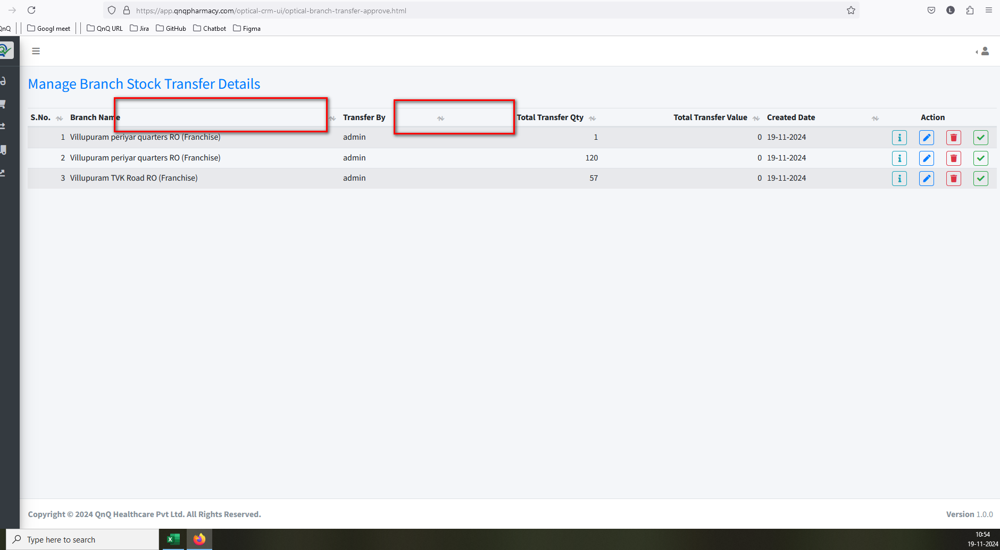 https://app.qnqpharmacy.com/optical-crm-ui/optical-branch-transfer-approve.html
L
QnQ Googl meet QnQ URL Jira GitHub Chatbot Figma
Manage Branch Stock Transfer Details
S.No. Branch Name Transfer By Total Transfer Qty Total Transfer Value Created Date Action
1 Villupuram periyar quarters RO (Franchise) admin 1 0 19-11-2024
2 Villupuram periyar quarters RO (Franchise) admin 120 0 19-11-2024
3 Villupuram TVK Road RO (Franchise) admin 57 0 19-11-2024
Copyright © 2024 QnQ Healthcare Pvt Ltd. All Rights Reserved. Version 1.0.0
Type here to search
10:54
19-11-2024